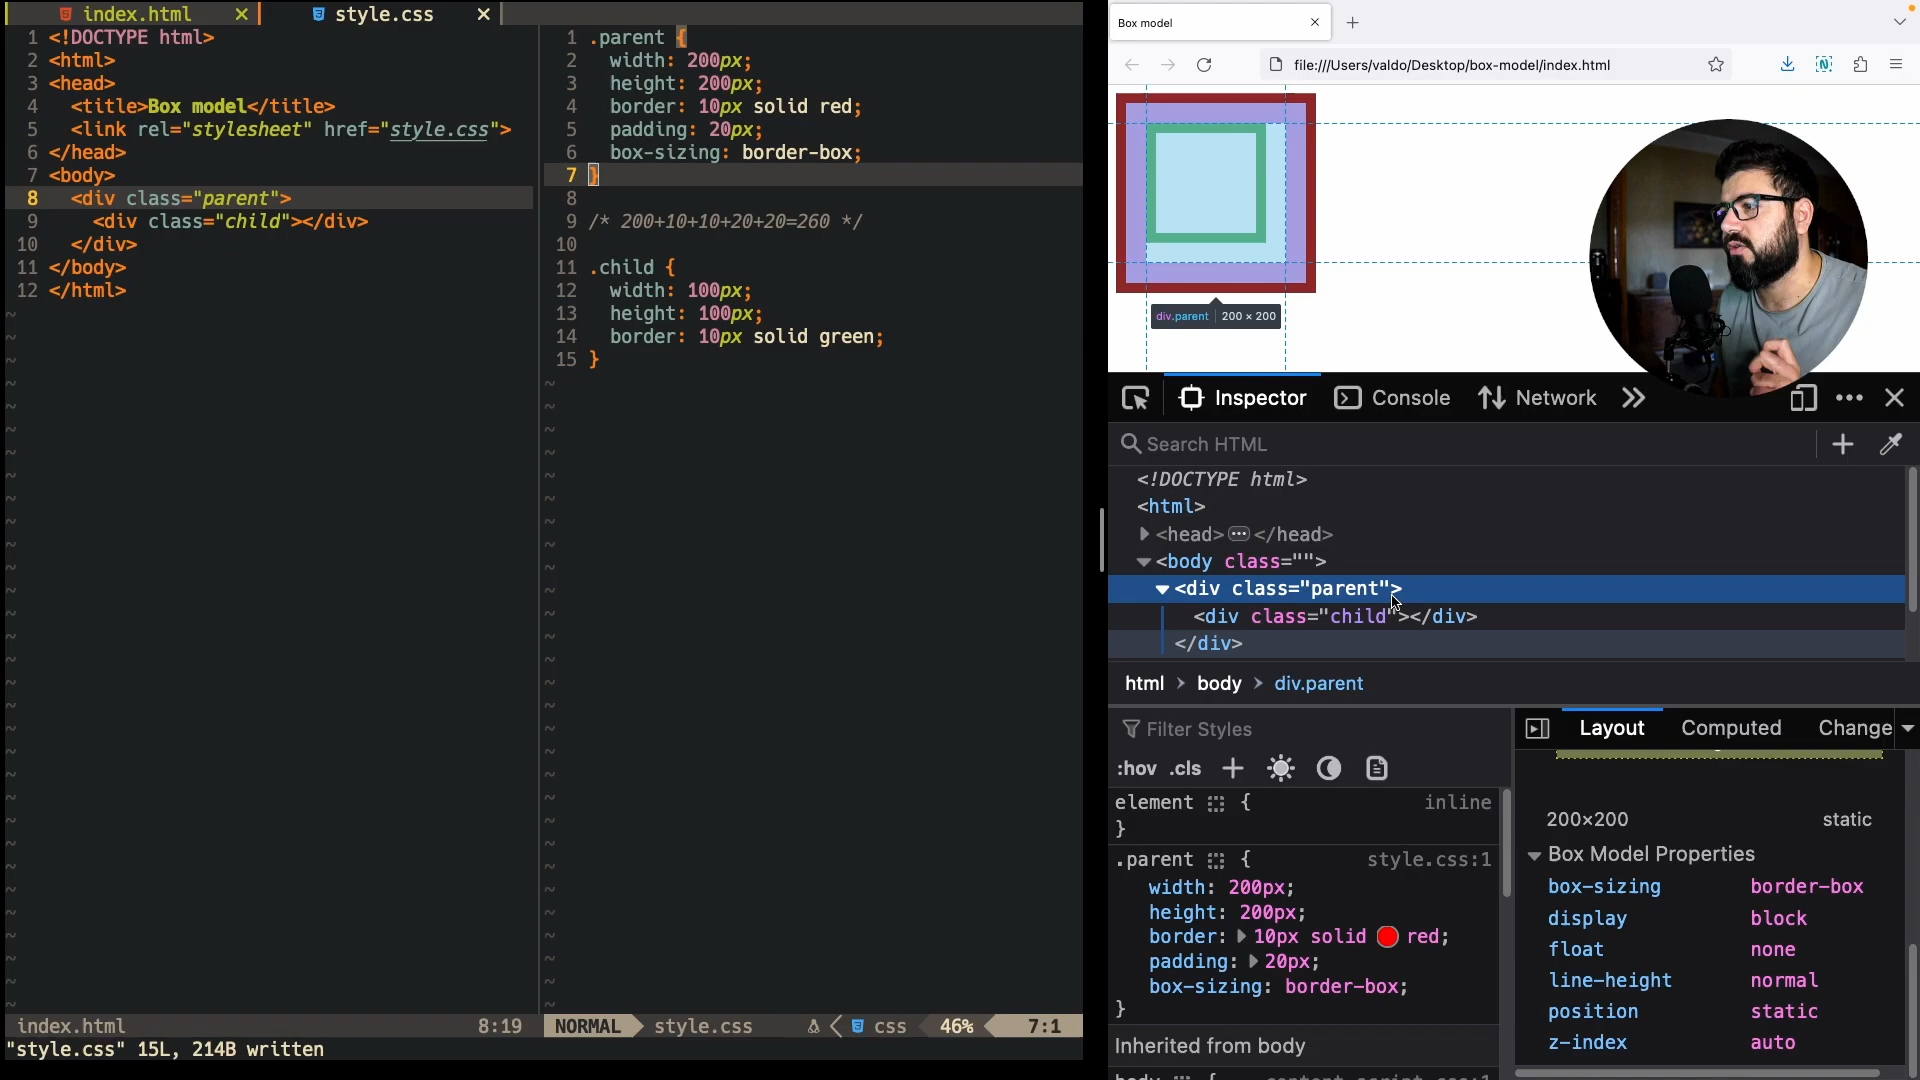 index.html
style.css
1 <!DOCTYPE html>
2 <html>
3 <head>
4 <title>Box model</title>
5 <link rel="stylesheet" href="style.css">
6 </head>
7 <body>
8 <div class="parent">
9 <div class="child"></div>
10 </div>
11 </body>
12 </html>
index.html 8:19
"style.css" 15L, 214B written
1 .parent {
2 width: 200px;
3 height: 200px;
4 border: 10px solid red;
5 padding: 20px;
6 box-sizing: border-box;
7 }
8
9 /* 200+10+10+20+20=260 */
10
11 .child {
12 width: 100px;
13 height: 100px;
14 border: 10px solid green;
15 }
NORMAL style.css css 46% 7:1
Box model
file:///Users/valdo/Desktop/box-model/index.html
div.parent 200 × 200
Inspector Console Network
Search HTML
<!DOCTYPE html>
<html>
<head> </head>
<body class="">
<div class="parent">
<div class="child"></div>
</div>
html > body > div.parent
Filter Styles
:hov .cls
element { inline
}
.parent { style.css:1
width: 200px;
height: 200px;
border: 10px solid red;
padding: 20px;
box-sizing: border-box;
}
Inherited from body
Layout Computed Change
200×200 static
Box Model Properties
box-sizing border-box
display block
float none
line-height normal
position static
z-index auto